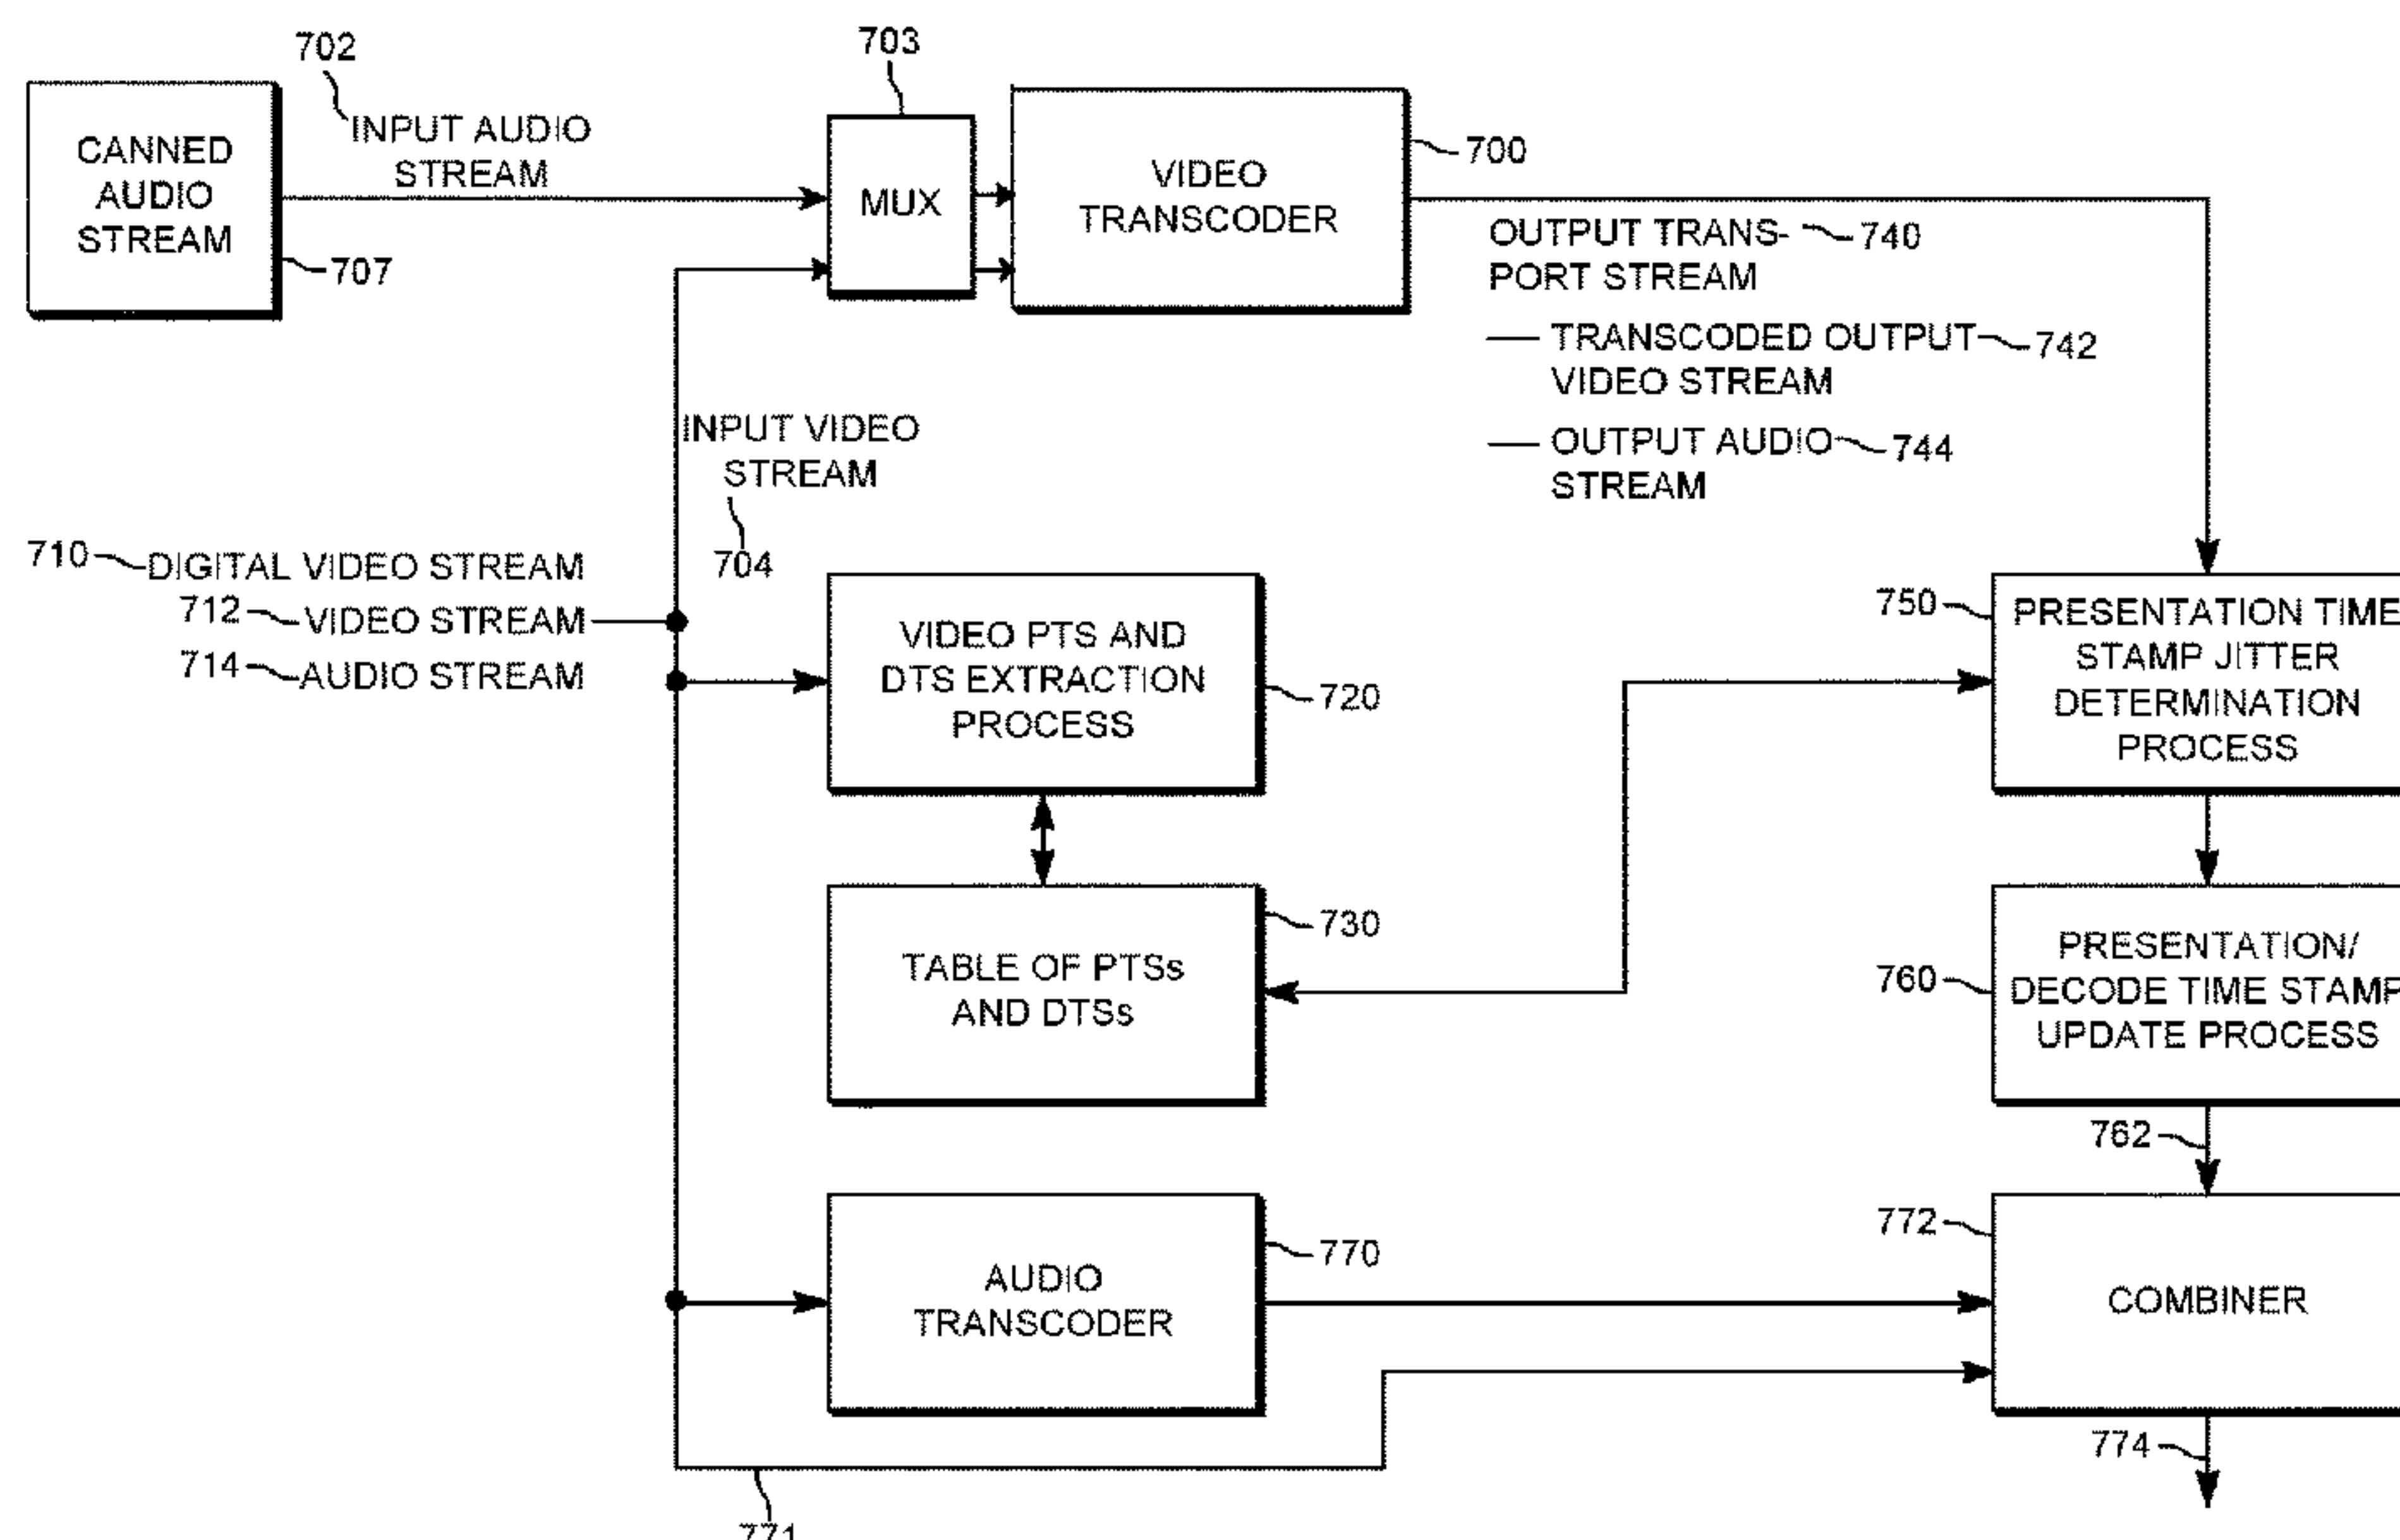 702
703
CANNED
AUDIO
STREAM
707
INPUT AUDIO
STREAM
MUX
VIDEO
TRANSCODER
700
OUTPUT TRANS-
PORT STREAM
740
— TRANSCODED OUTPUT
VIDEO STREAM
742
— OUTPUT AUDIO
STREAM
744
INPUT VIDEO
STREAM
704
710
DIGITAL VIDEO STREAM
712
VIDEO STREAM
714
AUDIO STREAM
VIDEO PTS AND
DTS EXTRACTION
PROCESS
720
750
PRESENTATION TIME
STAMP JITTER
DETERMINATION
PROCESS
TABLE OF PTSs
AND DTSs
730
760
PRESENTATION/
DECODE TIME STAMP
UPDATE PROCESS
762
AUDIO
TRANSCODER
770
772
COMBINER
774
771